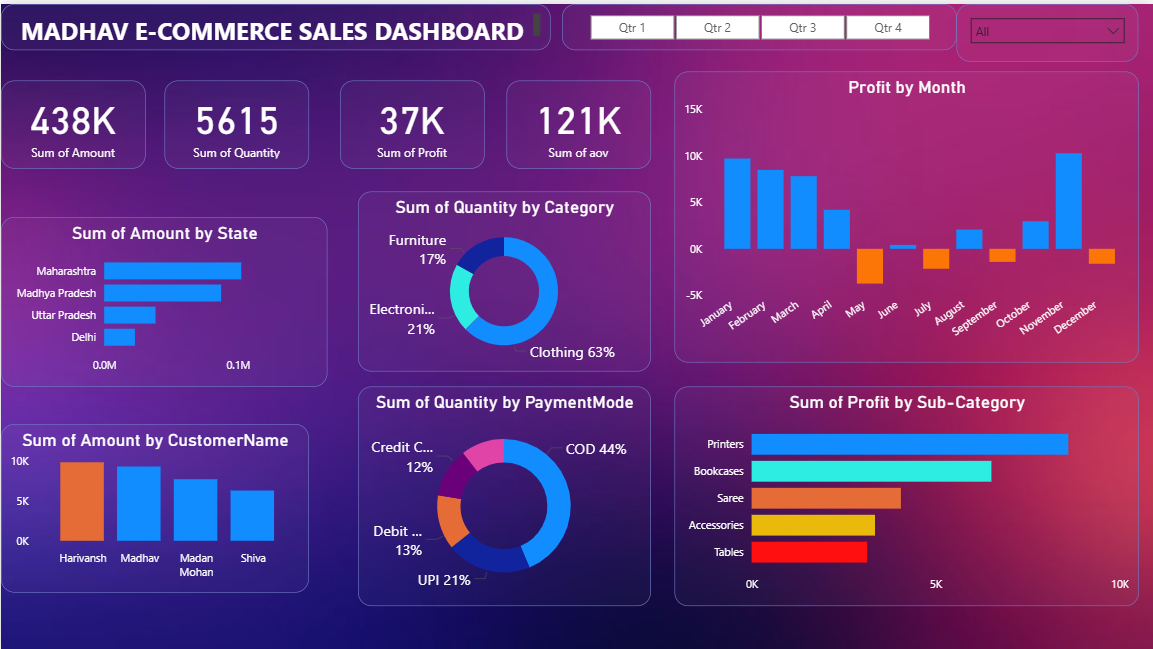 MADHAV E-COMMERCE SALES DASHBOARD
Qtr 1 Qtr 2 Qtr 3 Qtr 4
All
438K
Sum of Amount
5615
Sum of Quantity
37K
Sum of Profit
121K
Sum of aov
Profit by Month
15K
10K
5K
0K
-5K
January February March April May June July August September October November December
Sum of Amount by State
Maharashtra
Madhya Pradesh
Uttar Pradesh
Delhi
0.0M 0.1M
Sum of Quantity by Category
Furniture
17%
Electroni...
21%
Clothing 63%
Sum of Amount by CustomerName
10K
5K
0K
Harivansh Madhav Madan Shiva
Mohan
Sum of Quantity by PaymentMode
Credit C...
12%
COD 44%
Debit ...
13%
UPI 21%
Sum of Profit by Sub-Category
Printers
Bookcases
Saree
Accessories
Tables
0K 5K 10K